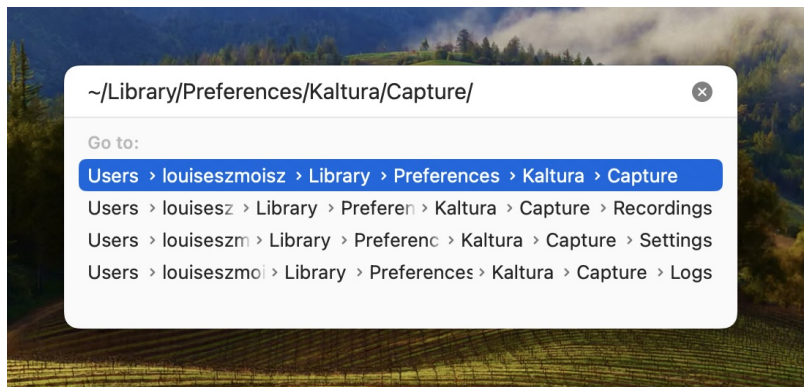 ~/Library/Preferences/Kaltura/Capture/
Go to:
Users › louiseszmoisz › Library › Preferences › Kaltura › Capture
Users › louisesz › Library › Preferen › Kaltura › Capture › Recordings
Users › louiseszm › Library › Preferenc › Kaltura › Capture › Settings
Users › louiseszmoi › Library › Preferences › Kaltura › Capture › Logs